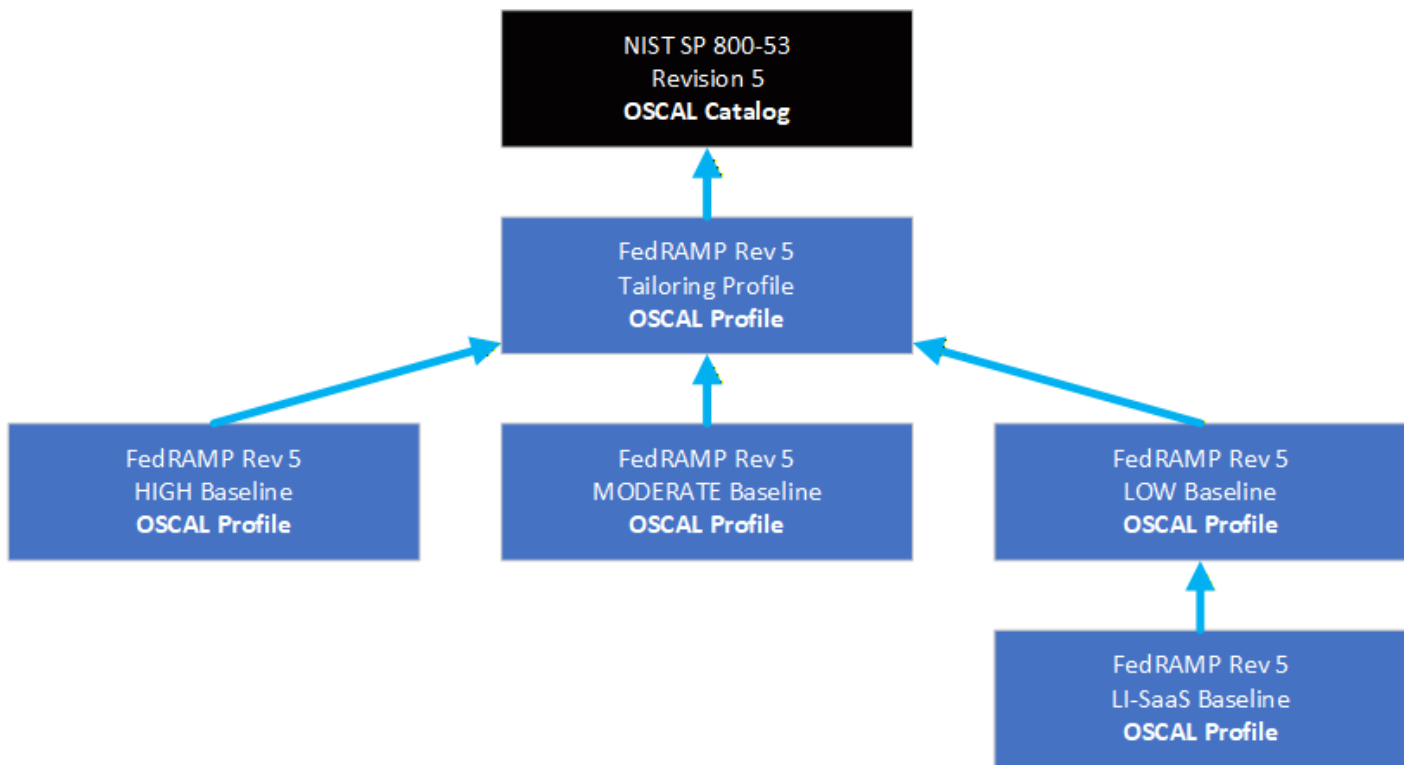 NIST SP 800-53
Revision 5
OSCAL Catalog
FedRAMP Rev 5
Tailoring Profile
OSCAL Profile
FedRAMP Rev 5
HIGH Baseline
OSCAL Profile
FedRAMP Rev 5
MODERATE Baseline
OSCAL Profile
FedRAMP Rev 5
LOW Baseline
OSCAL Profile
FedRAMP Rev 5
LI-SaaS Baseline
OSCAL Profile